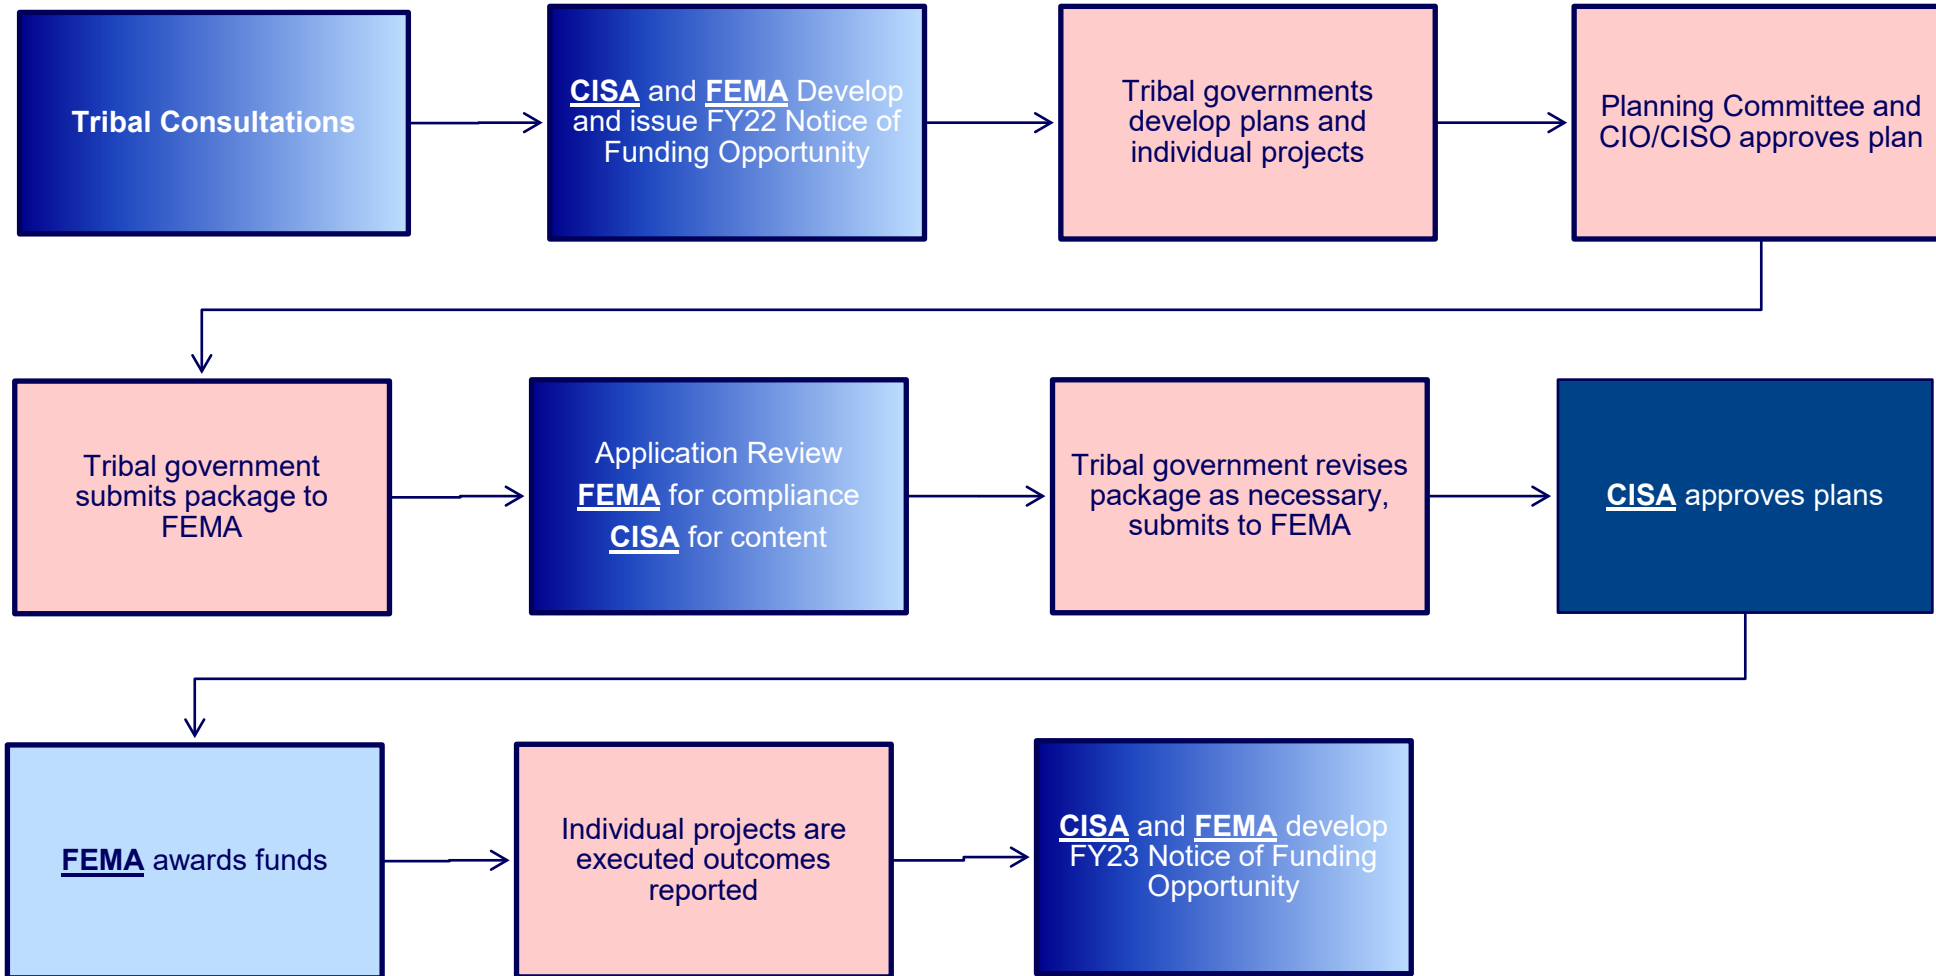 Tribal Consultations
CISA and FEMA Develop
and issue FY22 Notice of
Funding Opportunity
Tribal governments
develop plans and
individual projects
Planning Committee and
CIO/CISO approves plan
Tribal government
submits package to
FEMA
Application Review
FEMA for compliance
CISA for content
Tribal government revises
package as necessary,
submits to FEMA
CISA approves plans
FEMA awards funds
Individual projects are
executed outcomes
reported
CISA and FEMA develop
FY23 Notice of Funding
Opportunity